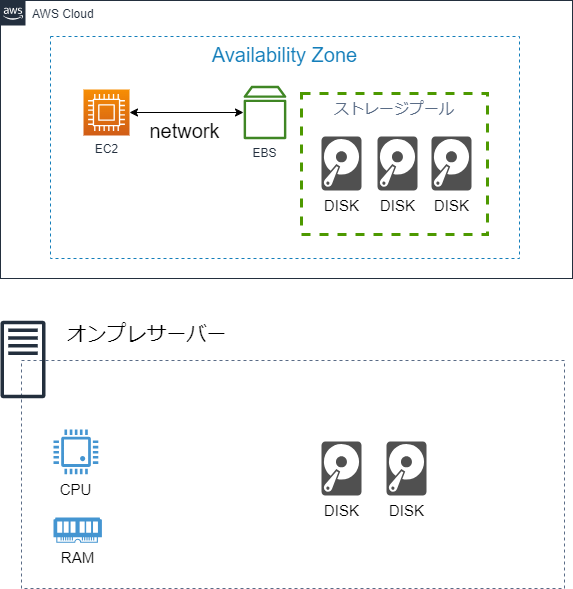 aws
AWS Cloud
Availability Zone
network
EC2
EBS
ストレージプール
DISK DISK DISK
オンプレサーバー
CPU
RAM
DISK DISK